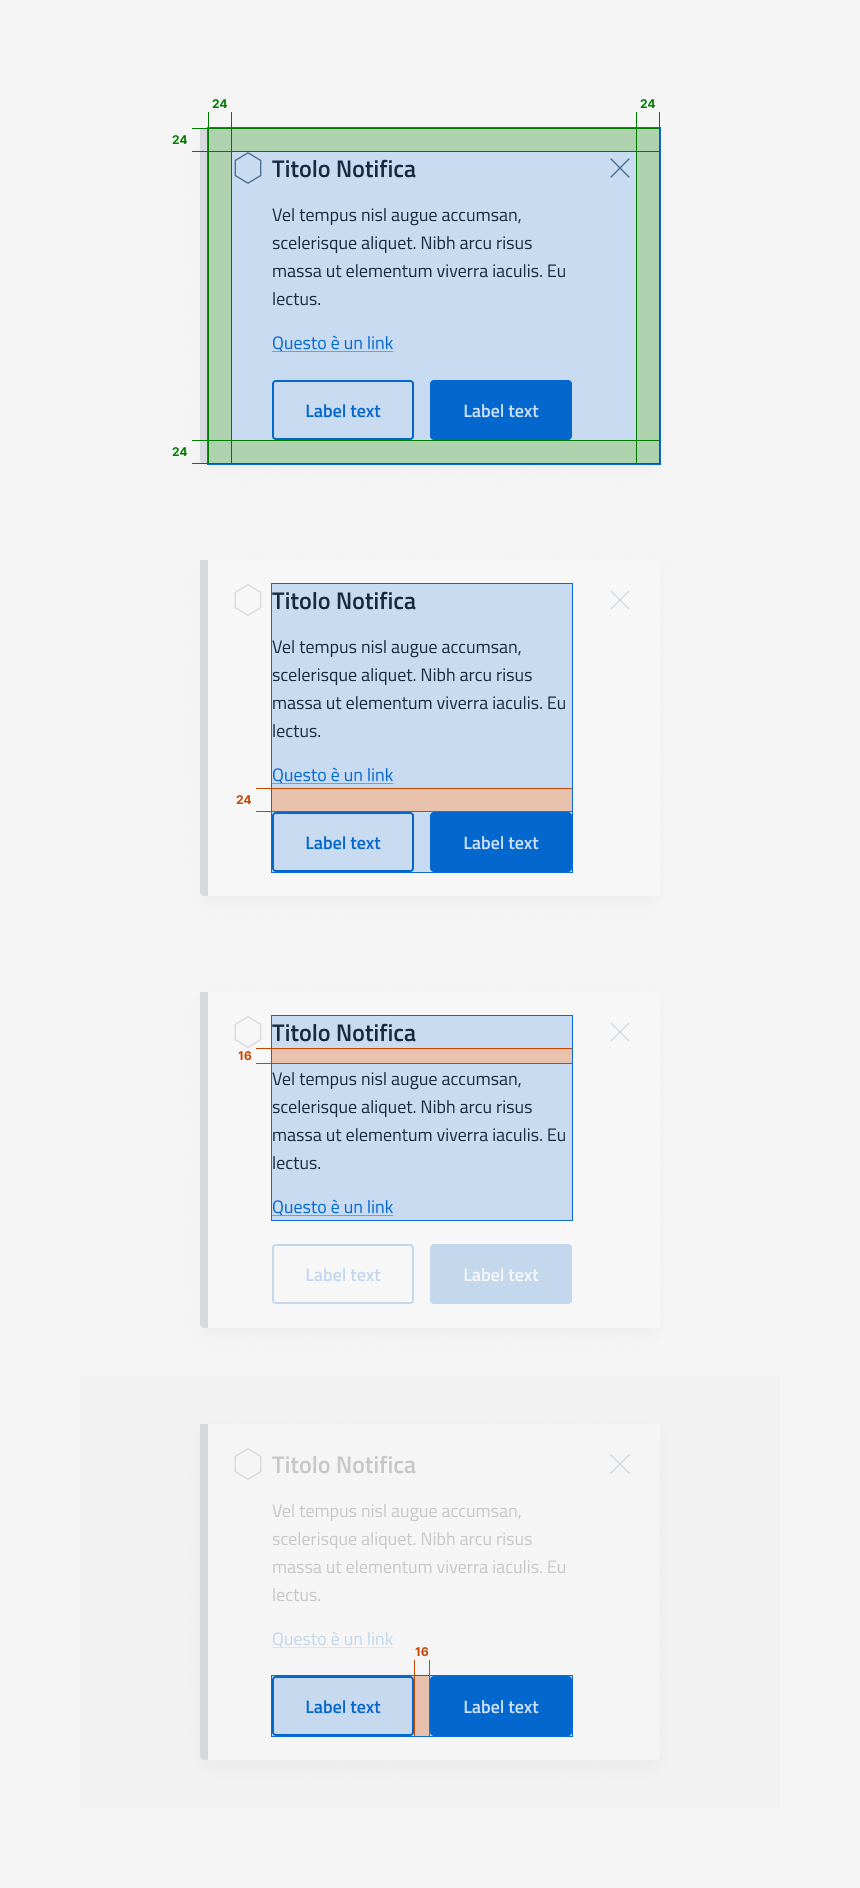 24
24
24
Titolo Notifica
Vel tempus nisl augue accumsan,
scelerisque aliquet. Nibh arcu risus
massa ut elementum viverra iaculis. Eu
lectus.
Questo è un link
Label text
Label text
24
Titolo Notifica
Vel tempus nisl augue accumsan,
scelerisque aliquet. Nibh arcu risus
massa ut elementum viverra iaculis. Eu
lectus.
Questo è un link
24
Label text
Label text
Titolo Notifica
16
Vel tempus nisl augue accumsan,
scelerisque aliquet. Nibh arcu risus
massa ut elementum viverra iaculis. Eu
lectus.
Questo è un link
Label text
Label text
Titolo Notifica
Vel tempus nisl augue accumsan,
scelerisque aliquet. Nibh arcu risus
massa ut elementum viverra iaculis. Eu
lectus.
Questo è un link
16
Label text
Label text